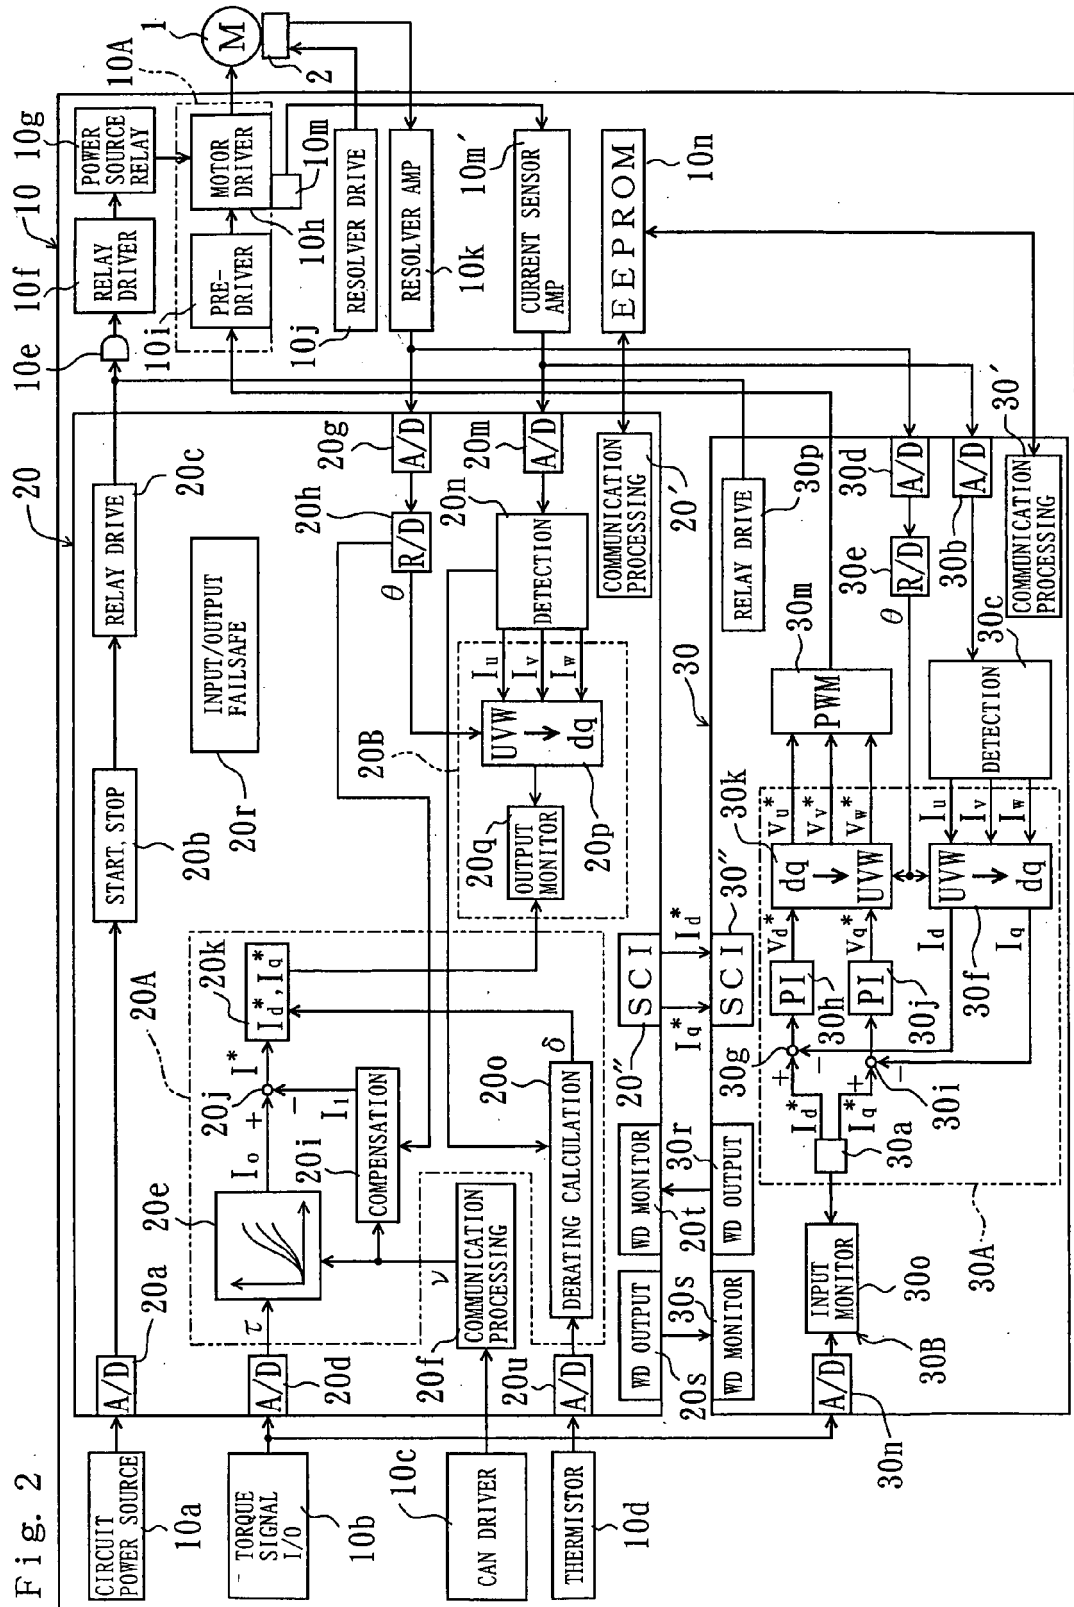 Fig. 2
CIRCUIT
POWER SOURCE
10a
TORQUE
SIGNAL
I/O
10b
CAN DRIVER
10c
THERMISTOR
10d
A/D
20a
START, STOP
20b
RELAY DRIVE
20c
20
10e
RELAY
DRIVER
10f
POWER
SOURCE
RELAY
10g
10
INPUT/OUTPUT
FAILSAFE
20r
PRE-
DRIVER
10i
MOTOR
DRIVER
10h
10m
10A
M
1
2
RESOLVER DRIVE
10j
RESOLVER AMP
10k
CURRENT SENSOR
AMP
10m′
EEPROM
10n
A/D
20d
τ
20e
I₀
+
−
20j
I*
I₁
COMPENSATION
20i
Id*, Iq*
20k
20A
COMMUNICATION
PROCESSING
20f
ν
A/D
20u
DERATING CALCULATION
20o
δ
A/D
20g
R/D
20h
θ
A/D
20m
DETECTION
20n
Iu
Iv
Iw
UVW
dq
20p
20B
OUTPUT
MONITOR
20q
COMMUNICATION
PROCESSING
20′
WD OUTPUT
20s
WD MONITOR
20t
SCI
20″
Iq*
Id*
WD MONITOR
30s
WD OUTPUT
30r
SCI
30″
30
RELAY DRIVE
30p
A/D
30n
INPUT
MONITOR
30o
30B
30a
30A
Id*
Iq*
+
−
30g
+
−
30i
PI
30h
PI
30j
Vd*
Vq*
dq
UVW
30k
Vu*
Vv*
Vw*
PWM
30m
Id
Iq
UVW
dq
30f
Iu
Iv
Iw
DETECTION
30c
θ
R/D
30e
A/D
30d
A/D
30b
COMMUNICATION
PROCESSING
30′